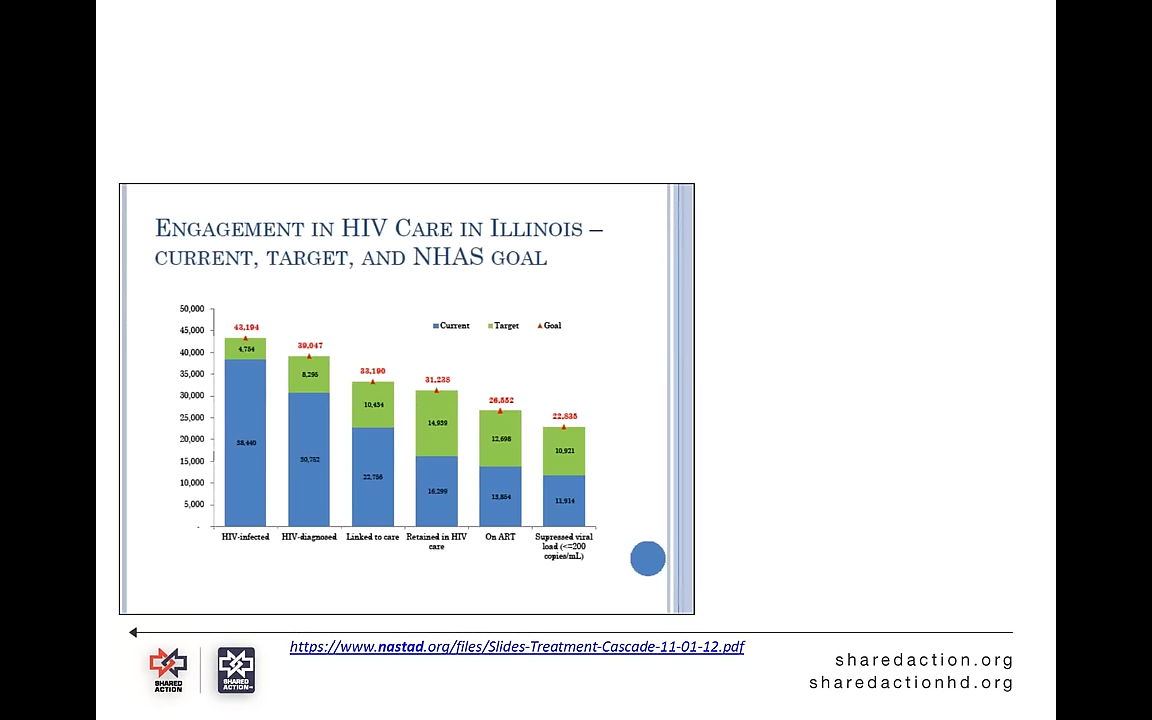 ENGAGEMENT IN HIV CARE IN ILLINOIS –
CURRENT, TARGET, AND NHAS GOAL
50,000
45,000
40,000
35,000
30,000
25,000
20,000
15,000
10,000
5,000
-
Current Target Goal
43,194
39,047
33,190
31,238
26,552
22,835
4,754
8,295
10,434
14,939
12,698
10,921
38,440
30,752
22,756
16,299
13,854
11,914
HIV-infected
HIV-diagnosed
Linked to care
Retained in HIV
care
On ART
Supressed viral
load (<=200
copies/mL)
https://www.nastad.org/files/Slides-Treatment-Cascade-11-01-12.pdf
SHARED
ACTION
SHARED
ACTION
sharedaction.org
sharedactionhd.org